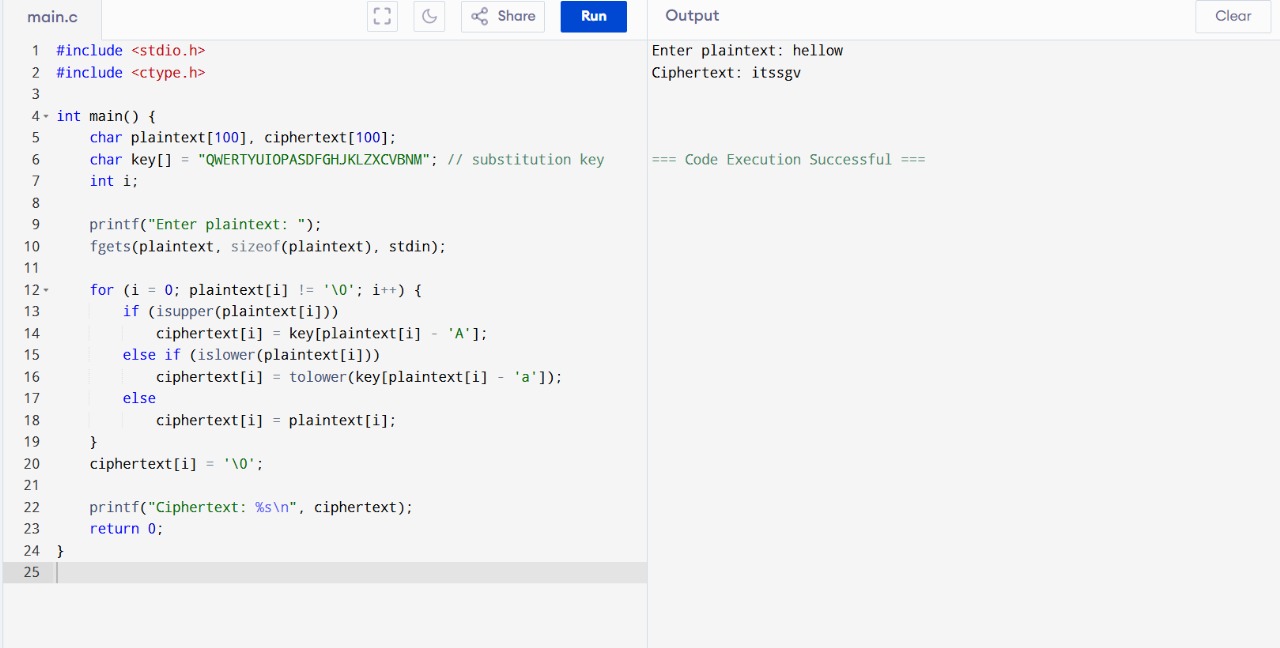 main.c
Share
Run
Output
Clear
1 #include <stdio.h>
2 #include <ctype.h>
3
4 int main() {
5     char plaintext[100], ciphertext[100];
6     char key[] = "QWERTYUIOPASDFGHJKLZXCVBNM"; // substitution key
7     int i;
8
9     printf("Enter plaintext: ");
10     fgets(plaintext, sizeof(plaintext), stdin);
11
12     for (i = 0; plaintext[i] != '\0'; i++) {
13         if (isupper(plaintext[i]))
14             ciphertext[i] = key[plaintext[i] - 'A'];
15         else if (islower(plaintext[i]))
16             ciphertext[i] = tolower(key[plaintext[i] - 'a']);
17         else
18             ciphertext[i] = plaintext[i];
19     }
20     ciphertext[i] = '\0';
21
22     printf("Ciphertext: %s\n", ciphertext);
23     return 0;
24 }
25
Enter plaintext: hellow
Ciphertext: itssgv
=== Code Execution Successful ===